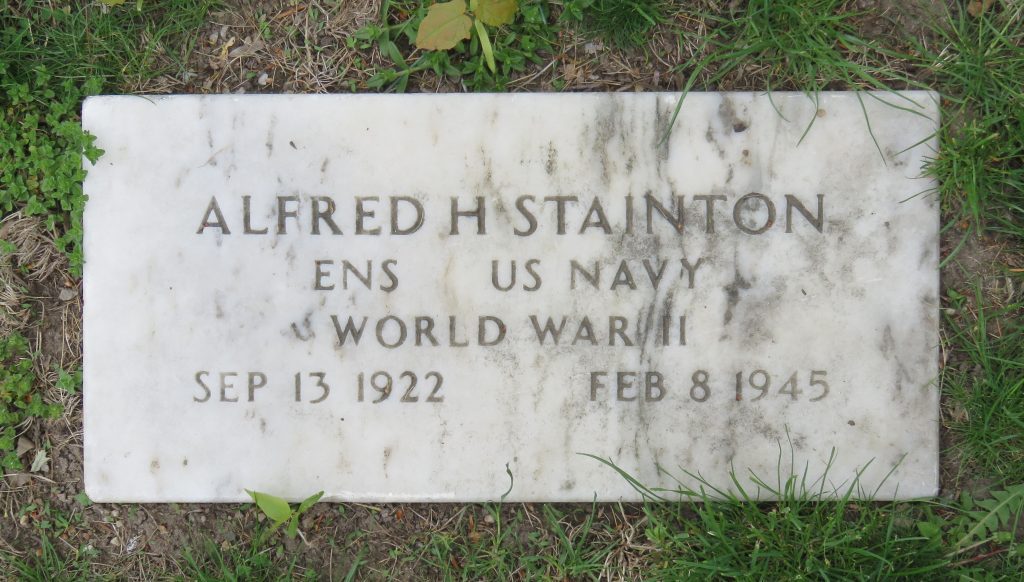 ALFRED H STAINTON
ENS US NAVY
WORLD WAR II
SEP 13 1922 FEB 8 1945